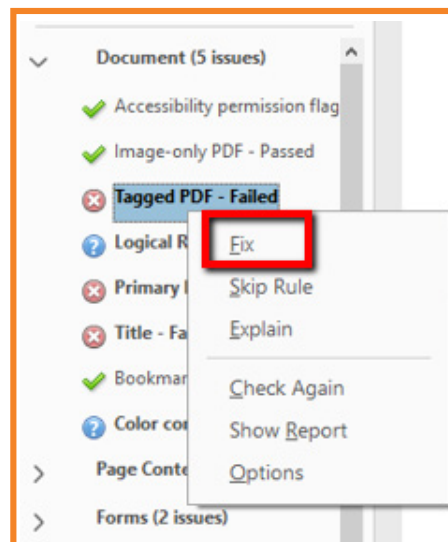 Document (5 issues)
Accessibility permission flag
Image-only PDF - Passed
Tagged PDF - Failed
Logical R
Fix
Primary
Skip Rule
Title - Fa
Explain
Bookmar
Check Again
Color con
Show Report
Page Conte
Options
Forms (2 issues)